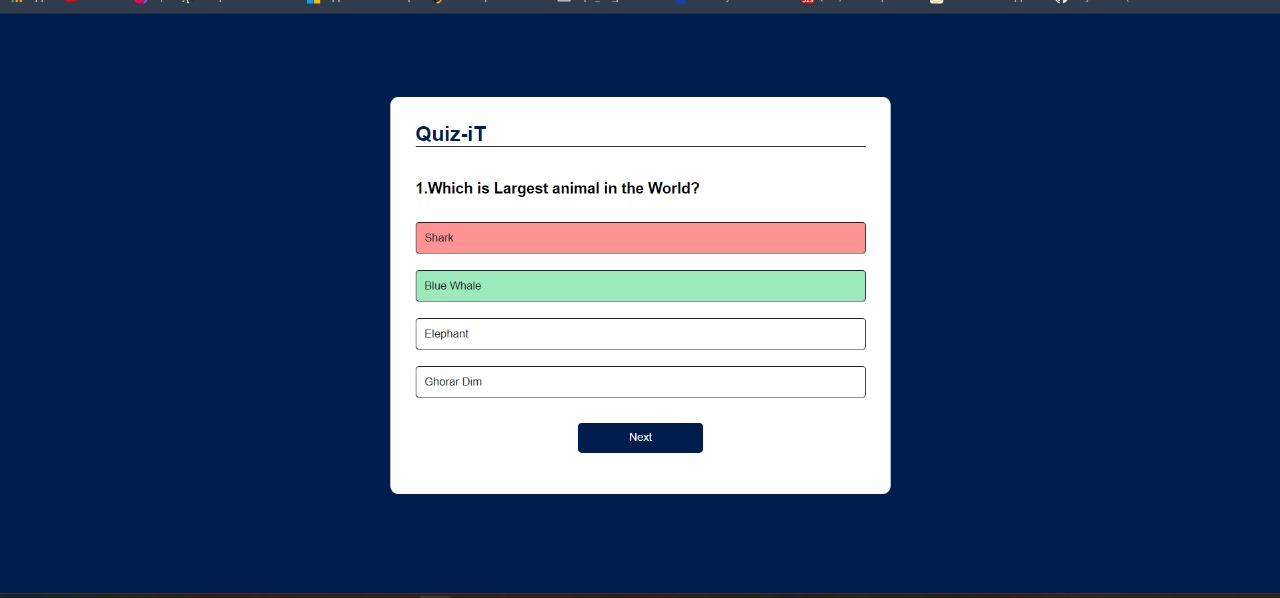 Quiz-iT
1.Which is Largest animal in the World?
Shark
Blue Whale
Elephant
Ghorar Dim
Next